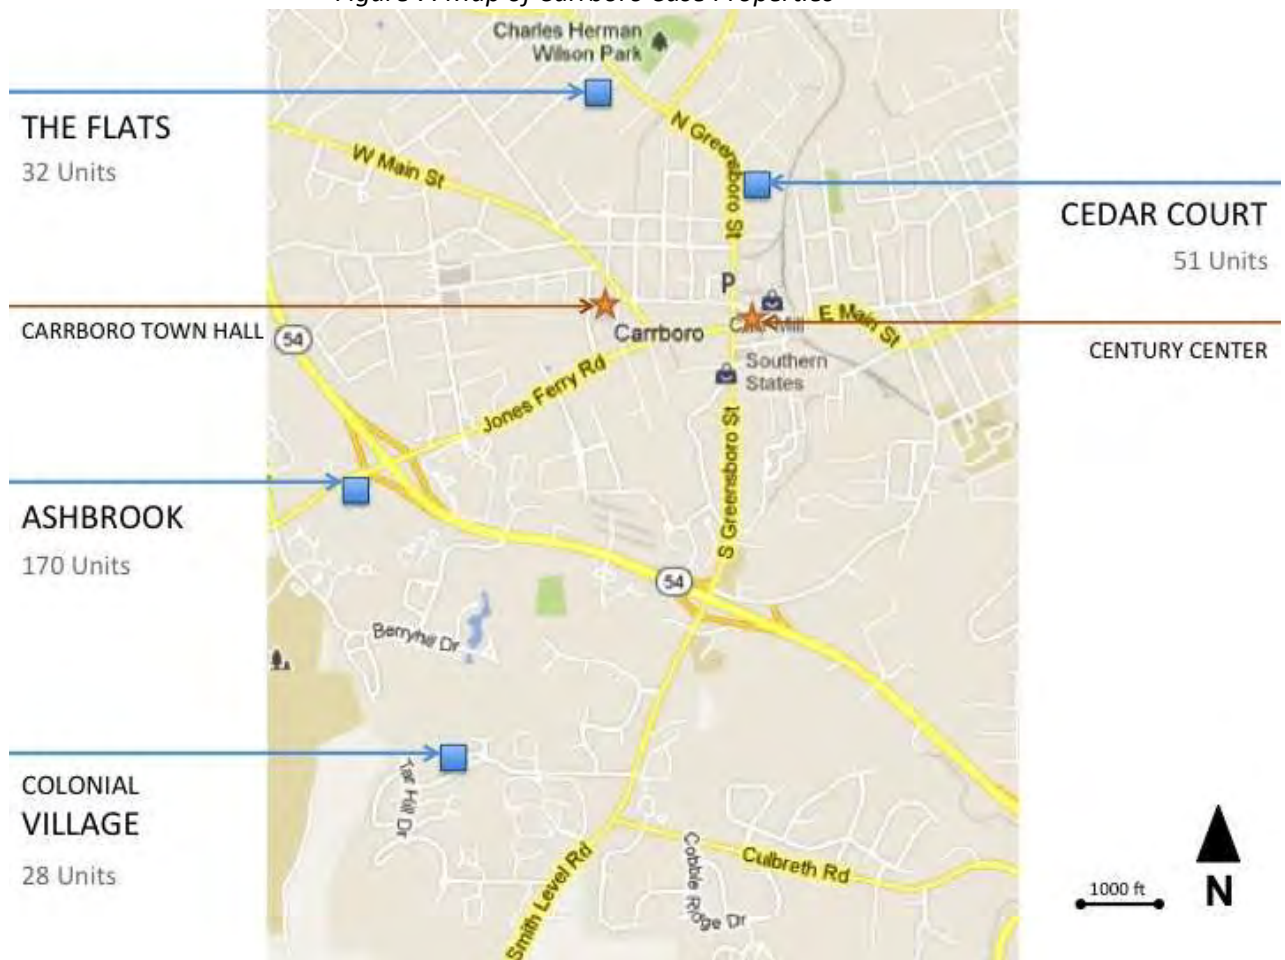 Charles Herman
Wilson Park
THE FLATS
32 Units
N Greensboro St
W Main St
CEDAR COURT
51 Units
P
CARRBORO TOWN HALL
54
Carrboro
E Main St
CENTURY CENTER
Southern
States
Jones Ferry Rd
S Greensboro St
ASHBROOK
170 Units
54
Berryhill Dr
COLONIAL
VILLAGE
28 Units
Tar Hill Dr
Smith Level Rd
Cobble Ridge Dr
Culbreth Rd
1000 ft
N